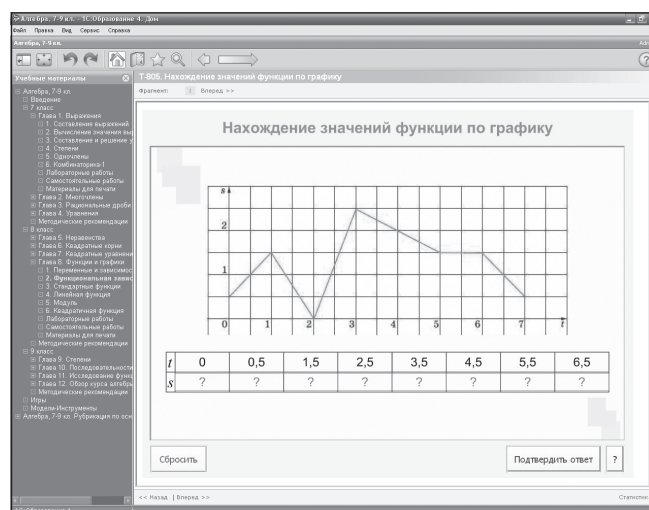 Алгебра, 7-9 кл. - 1С:Образование 4. Дом
Файл Правка Вид Сервис Справка
Алгебра, 7-9 кл.
Учебные материалы
Алгебра, 7-9 кл
Введение
7 класс
Глава 1. Выражения
1. Составление выражений
2. Вычисление значения выр
3. Составление и решение у
4. Степени
5. Одночлены
6. Комбинаторика-1
Лабораторные работы
Самостоятельные работы
Материалы для печати
Глава 2. Многочлены
Глава 3. Рациональные дроби
Глава 4. Уравнения
Методические рекомендации
8 класс
Глава 5. Неравенства
Глава 6. Квадратные корни
Глава 7. Квадратные уравнени
Глава 8. Функции и графики
1. Переменные и зависимос
2. Функциональная завис
3. Стандартные функции
4. Линейная функция
5. Модуль
6. Квадратичная функция
Лабораторные работы
Самостоятельные работы
Материалы для печати
Методические рекомендации
9 класс
Глава 9. Степени
Глава 10. Последовательности
Глава 11. Исследование функц
Глава 12. Обзор курса алгебры
Методические рекомендации
Игры
Модели-Инструменты
Алгебра, 7-9 кл. Рубрикация по осн
Т-805. Нахождение значений функции по графику
Фрагмент: 1 Вперед >>
Нахождение значений функции по графику
s
2
1
0 1 2 3 4 5 6 7 t
t 0 0,5 1,5 2,5 3,5 4,5 5,5 6,5
s ? ? ? ? ? ? ? ?
Сбросить
Подтвердить ответ ?
<< Назад | Вперед >>
Статистик